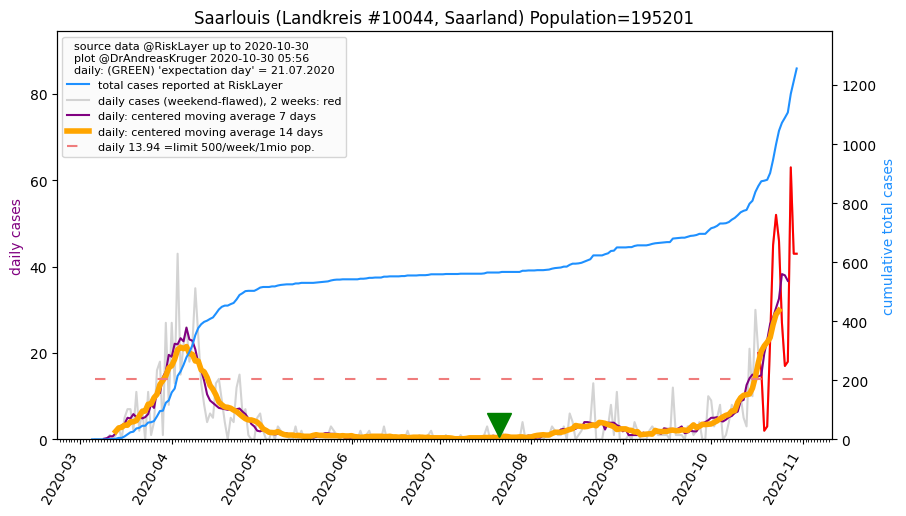 Saarlouis (Landkreis #10044, Saarland) Population=195201
source data @RiskLayer up to 2020-10-30
plot @DrAndreasKruger 2020-10-30 05:56
daily: (GREEN) 'expectation day' = 21.07.2020
total cases reported at RiskLayer
daily cases (weekend-flawed), 2 weeks: red
daily: centered moving average 7 days
daily: centered moving average 14 days
daily 13.94 =limit 500/week/1mio pop.
daily cases
80
60
40
20
0
cumulative total cases
1200
1000
800
600
400
200
0
2020-03
2020-04
2020-05
2020-06
2020-07
2020-08
2020-09
2020-10
2020-11